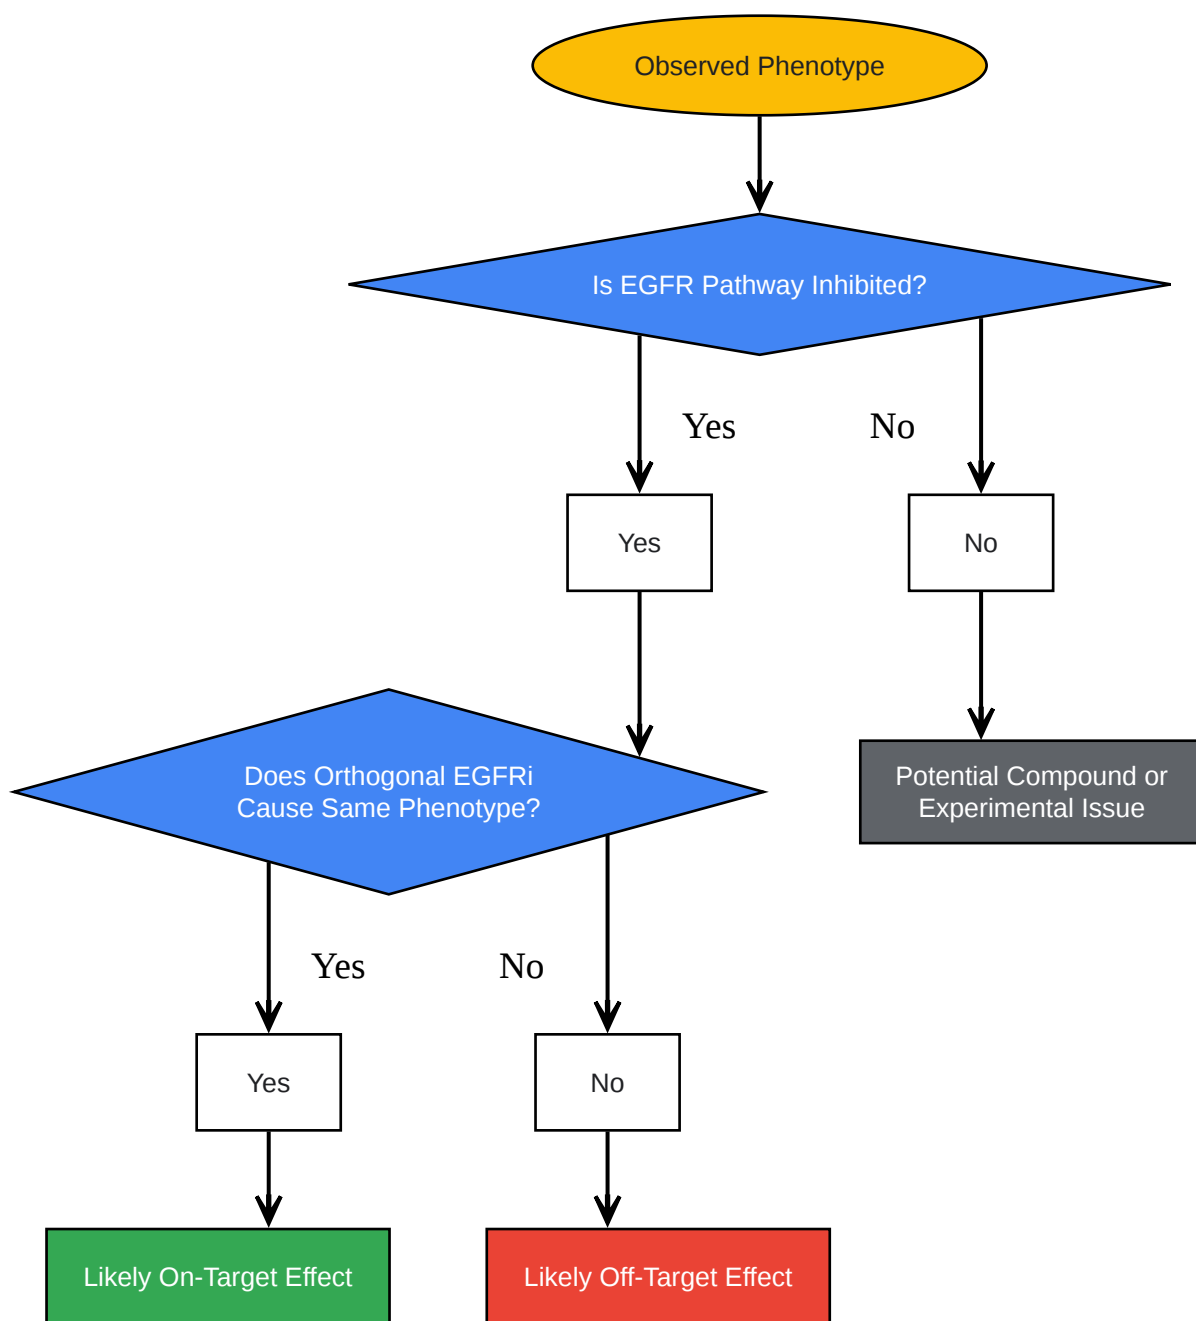 Observed Phenotype
Is EGFR Pathway Inhibited?
Yes
No
Yes
No
Does Orthogonal EGFRi
Cause Same Phenotype?
Potential Compound or
Experimental Issue
Yes
No
Yes
No
Likely On-Target Effect
Likely Off-Target Effect